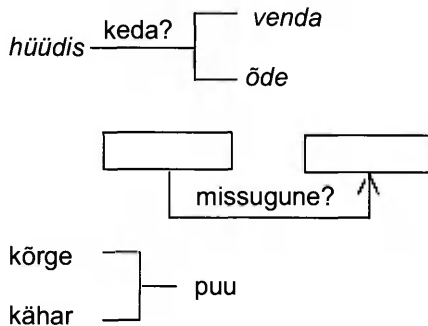 hüüdis keda? venda
õde
missugune?
kõrge
kähar puu